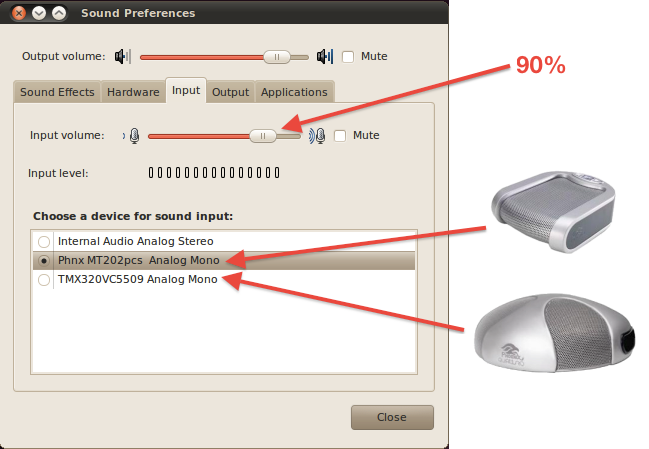 Sound Preferences
Output volume: Mute
90%
Sound Effects Hardware Input Output Applications
Input volume: Mute
Input level:
Choose a device for sound input:
Internal Audio Analog Stereo
Phnx MT202pcs  Analog Mono
TMX320VC5509 Analog Mono
Close